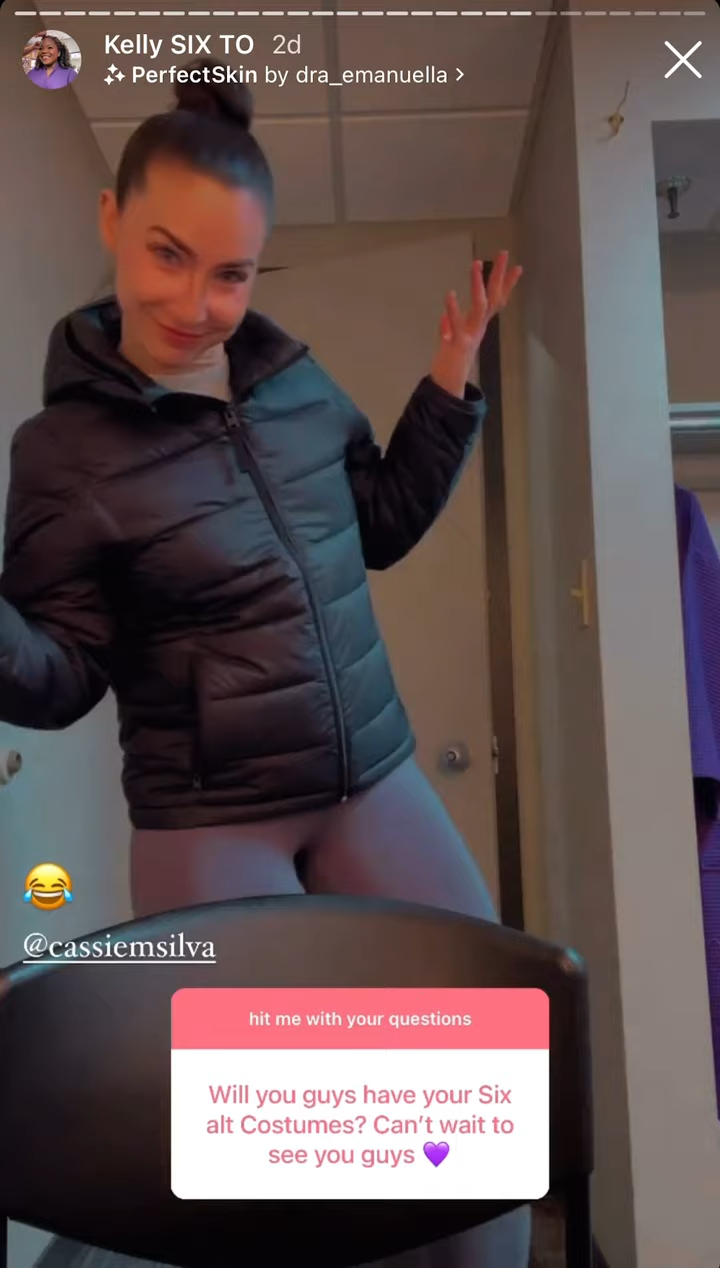 Kelly SIX TO 2d
PerfectSkin by dra_emanuella >
😂
@cassiemsilva
hit me with your questions
Will you guys have your Six
alt Costumes? Can't wait to
see you guys 💜